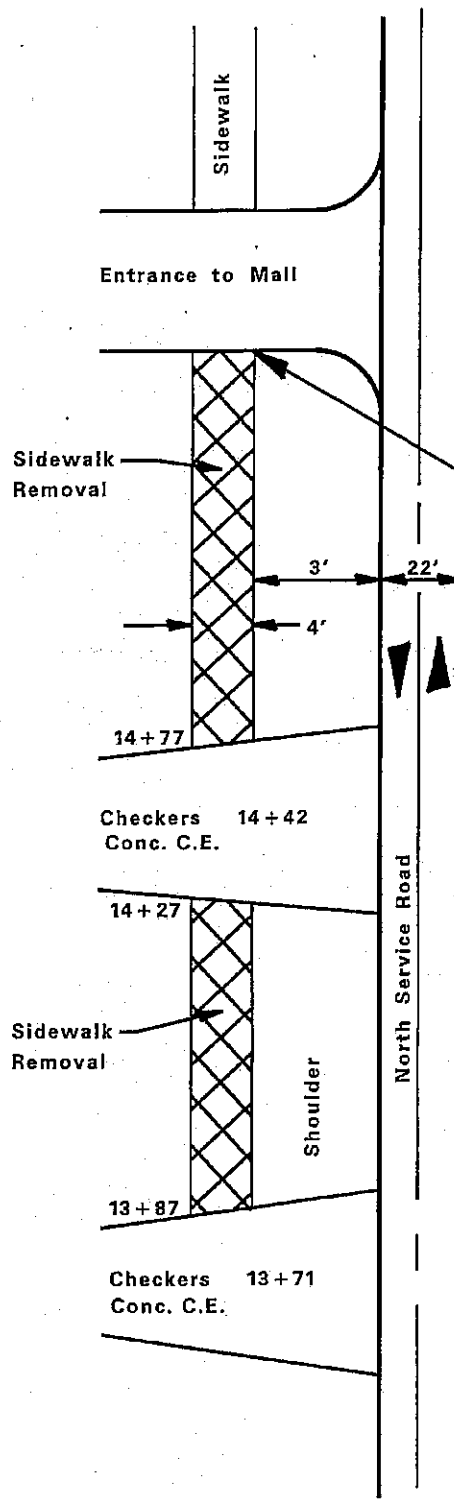 Sidewalk
Entrance to Mall
Sidewalk
Removal
3'
22'
4'
14 + 77
Checkers 14 + 42
Conc. C.E.
14 + 27
North Service Road
Sidewalk
Removal
Shoulder
13 + 87
Checkers 13 + 71
Conc. C.E.